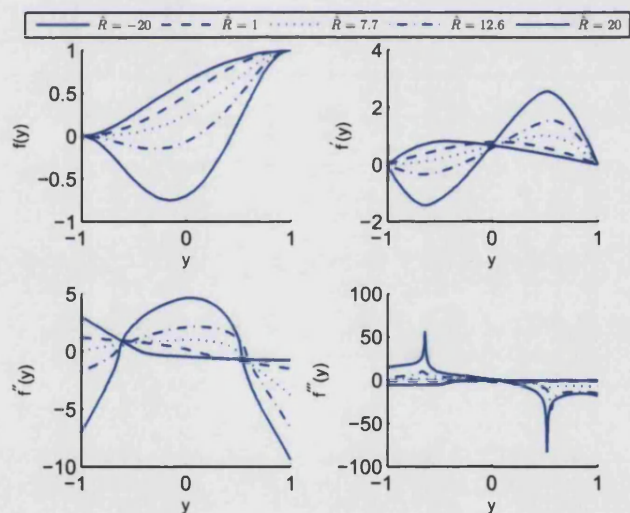 R̂ = −20 R̂ = 1 R̂ = 7.7 R̂ = 12.6 R̂ = 20
1
0.5
0
−0.5
−1
f(y)
−1 0 1
y
4
2
0
−2
f′(y)
−1 0 1
y
5
0
−5
−10
f″(y)
−1 0 1
y
100
50
0
−50
−100
f‴(y)
−1 0 1
y